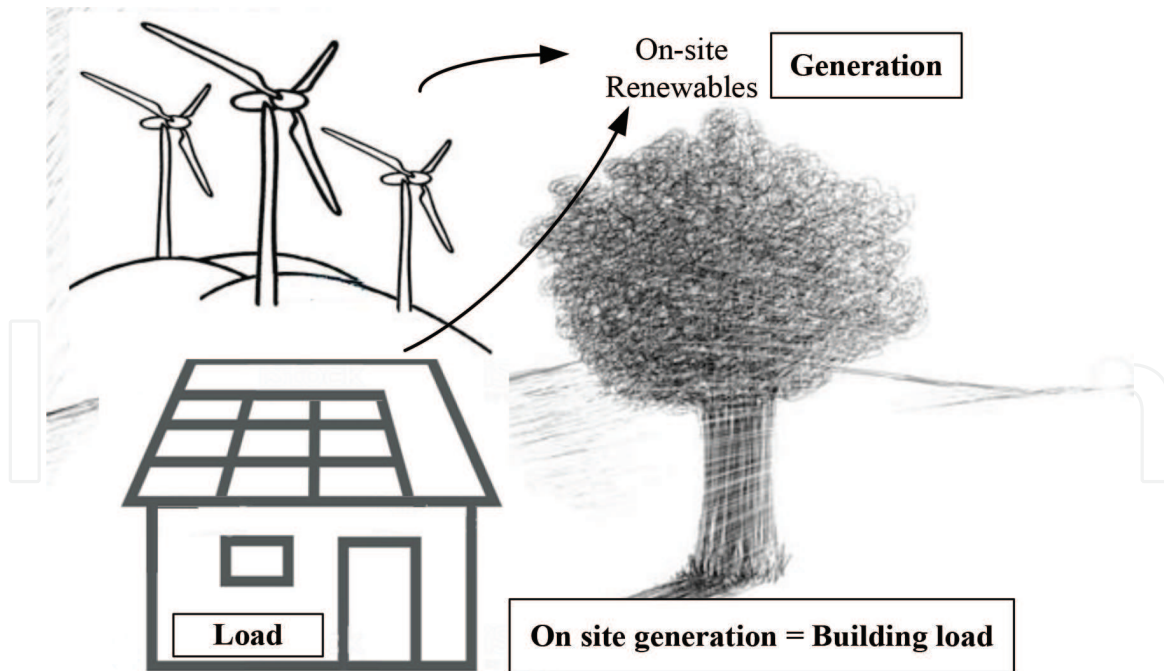 On-site
Renewables
Generation
Load
On site generation = Building load